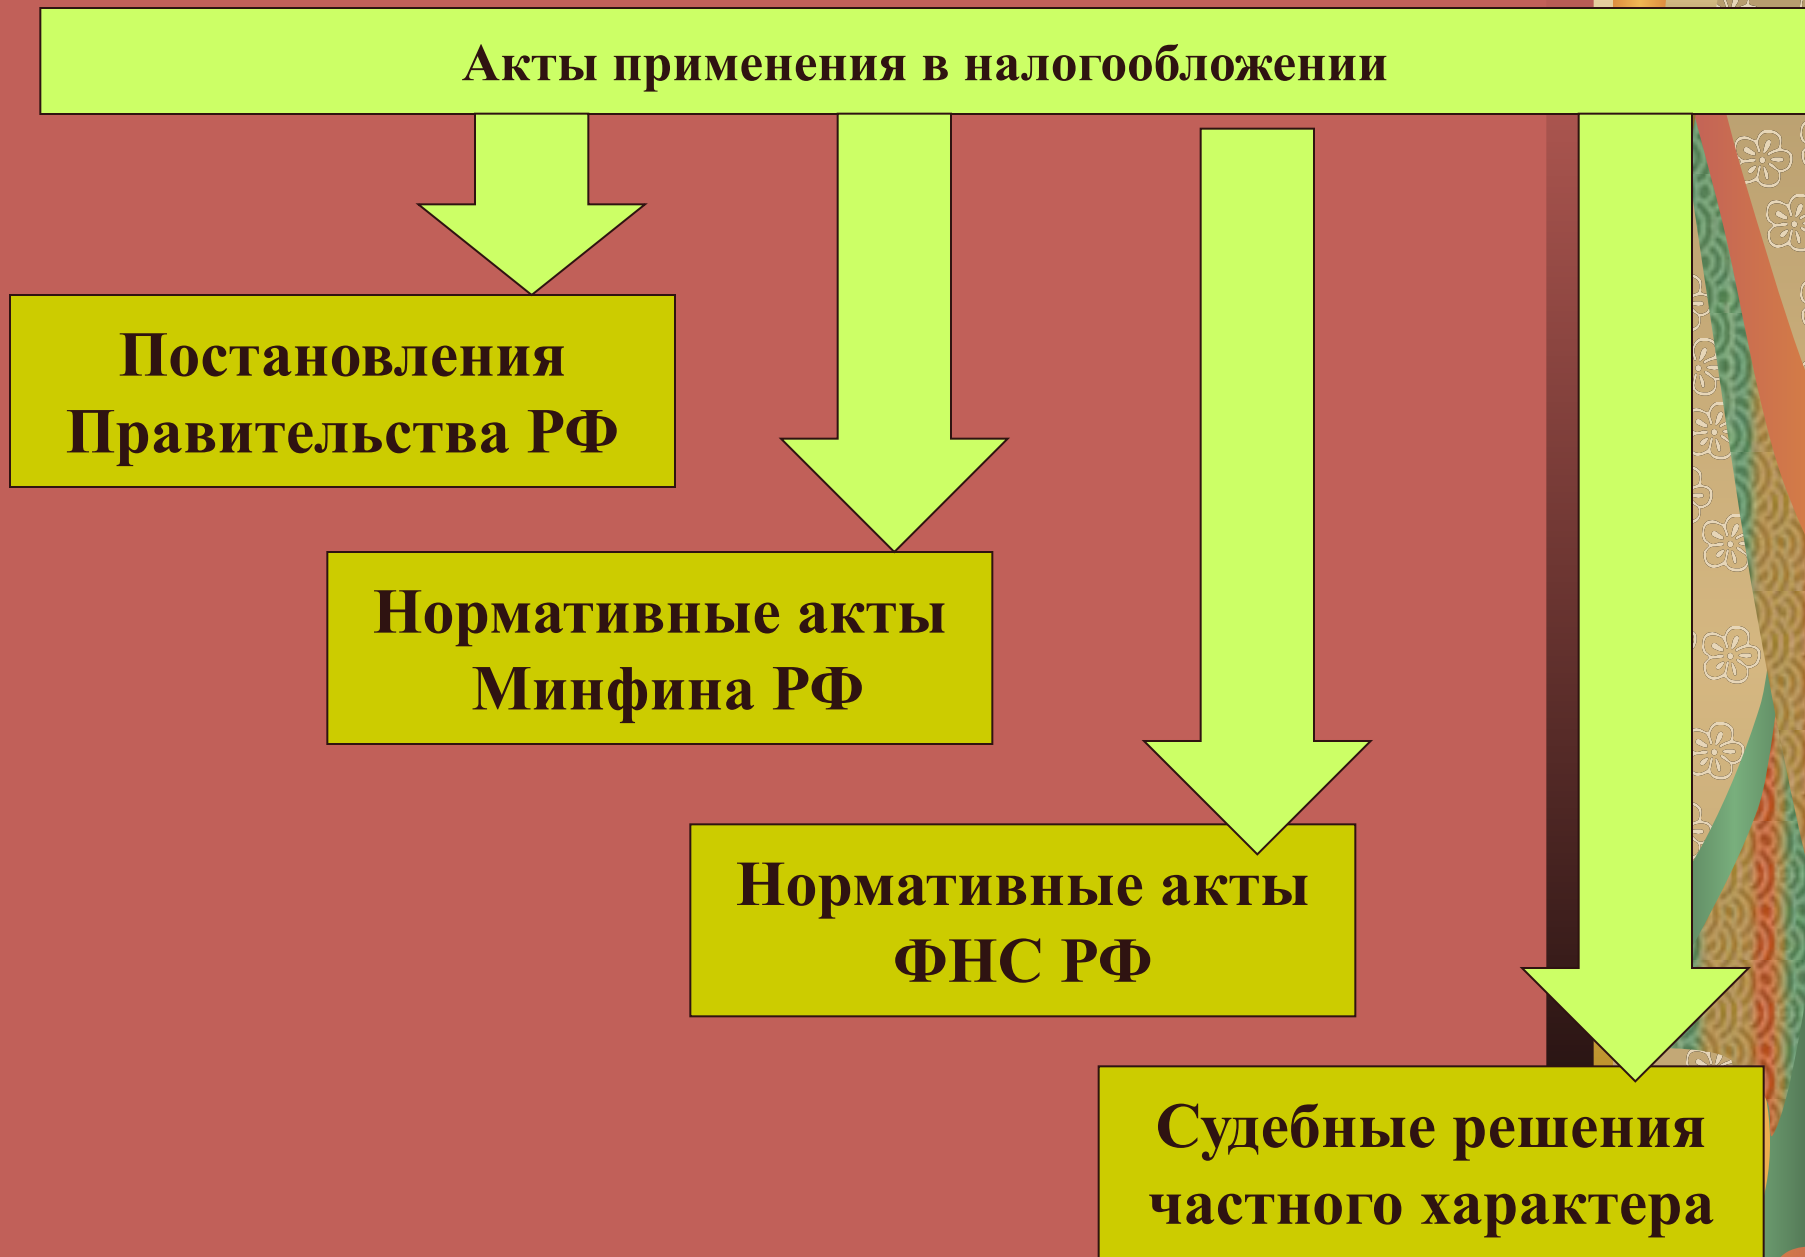 Акты применения в налогообложении
Постановления
Правительства РФ
Нормативные акты
Минфина РФ
Нормативные акты
ФНС РФ
Судебные решения
частного характера